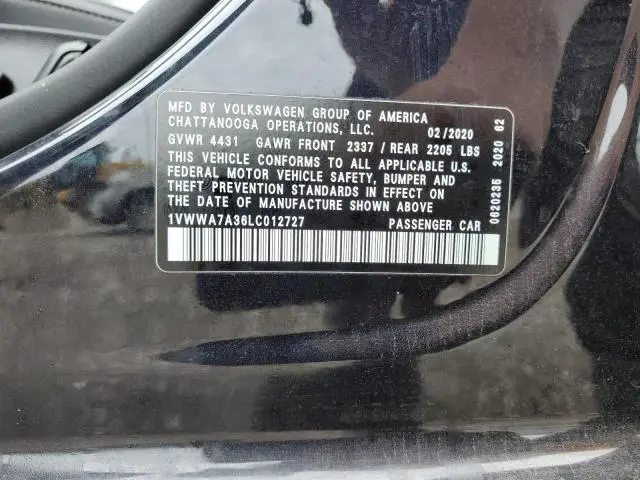 MFD BY VOLKSWAGEN GROUP OF AMERICA
CHATTANOOGA OPERATIONS, LLC. 02/2020
GVWR 4431 GAWR FRONT 2337 / REAR 2205 LBS
THIS VEHICLE CONFORMS TO ALL APPLICABLE U.S.
FEDERAL MOTOR VEHICLE SAFETY, BUMPER AND
THEFT PREVENTION STANDARDS IN EFFECT ON
THE DATE OF MANUFACTURE SHOWN ABOVE.
1VWWA7A36LC012727 PASSENGER CAR
0620235 2020 62